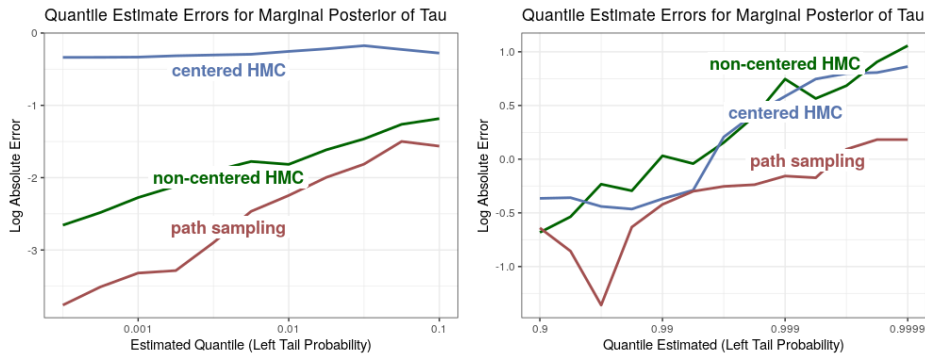 Quantile Estimate Errors for Marginal Posterior of Tau
Log Absolute Error
0
-1
-2
-3
centered HMC
non-centered HMC
path sampling
0.001
0.01
0.1
Estimated Quantile (Left Tail Probability)
Quantile Estimate Errors for Marginal Posterior of Tau
Log Absolute Error
1.0
0.5
0.0
-0.5
-1.0
non-centered HMC
centered HMC
path sampling
0.9
0.99
0.999
0.9999
Quantile Estimated (Left Tail Probability)